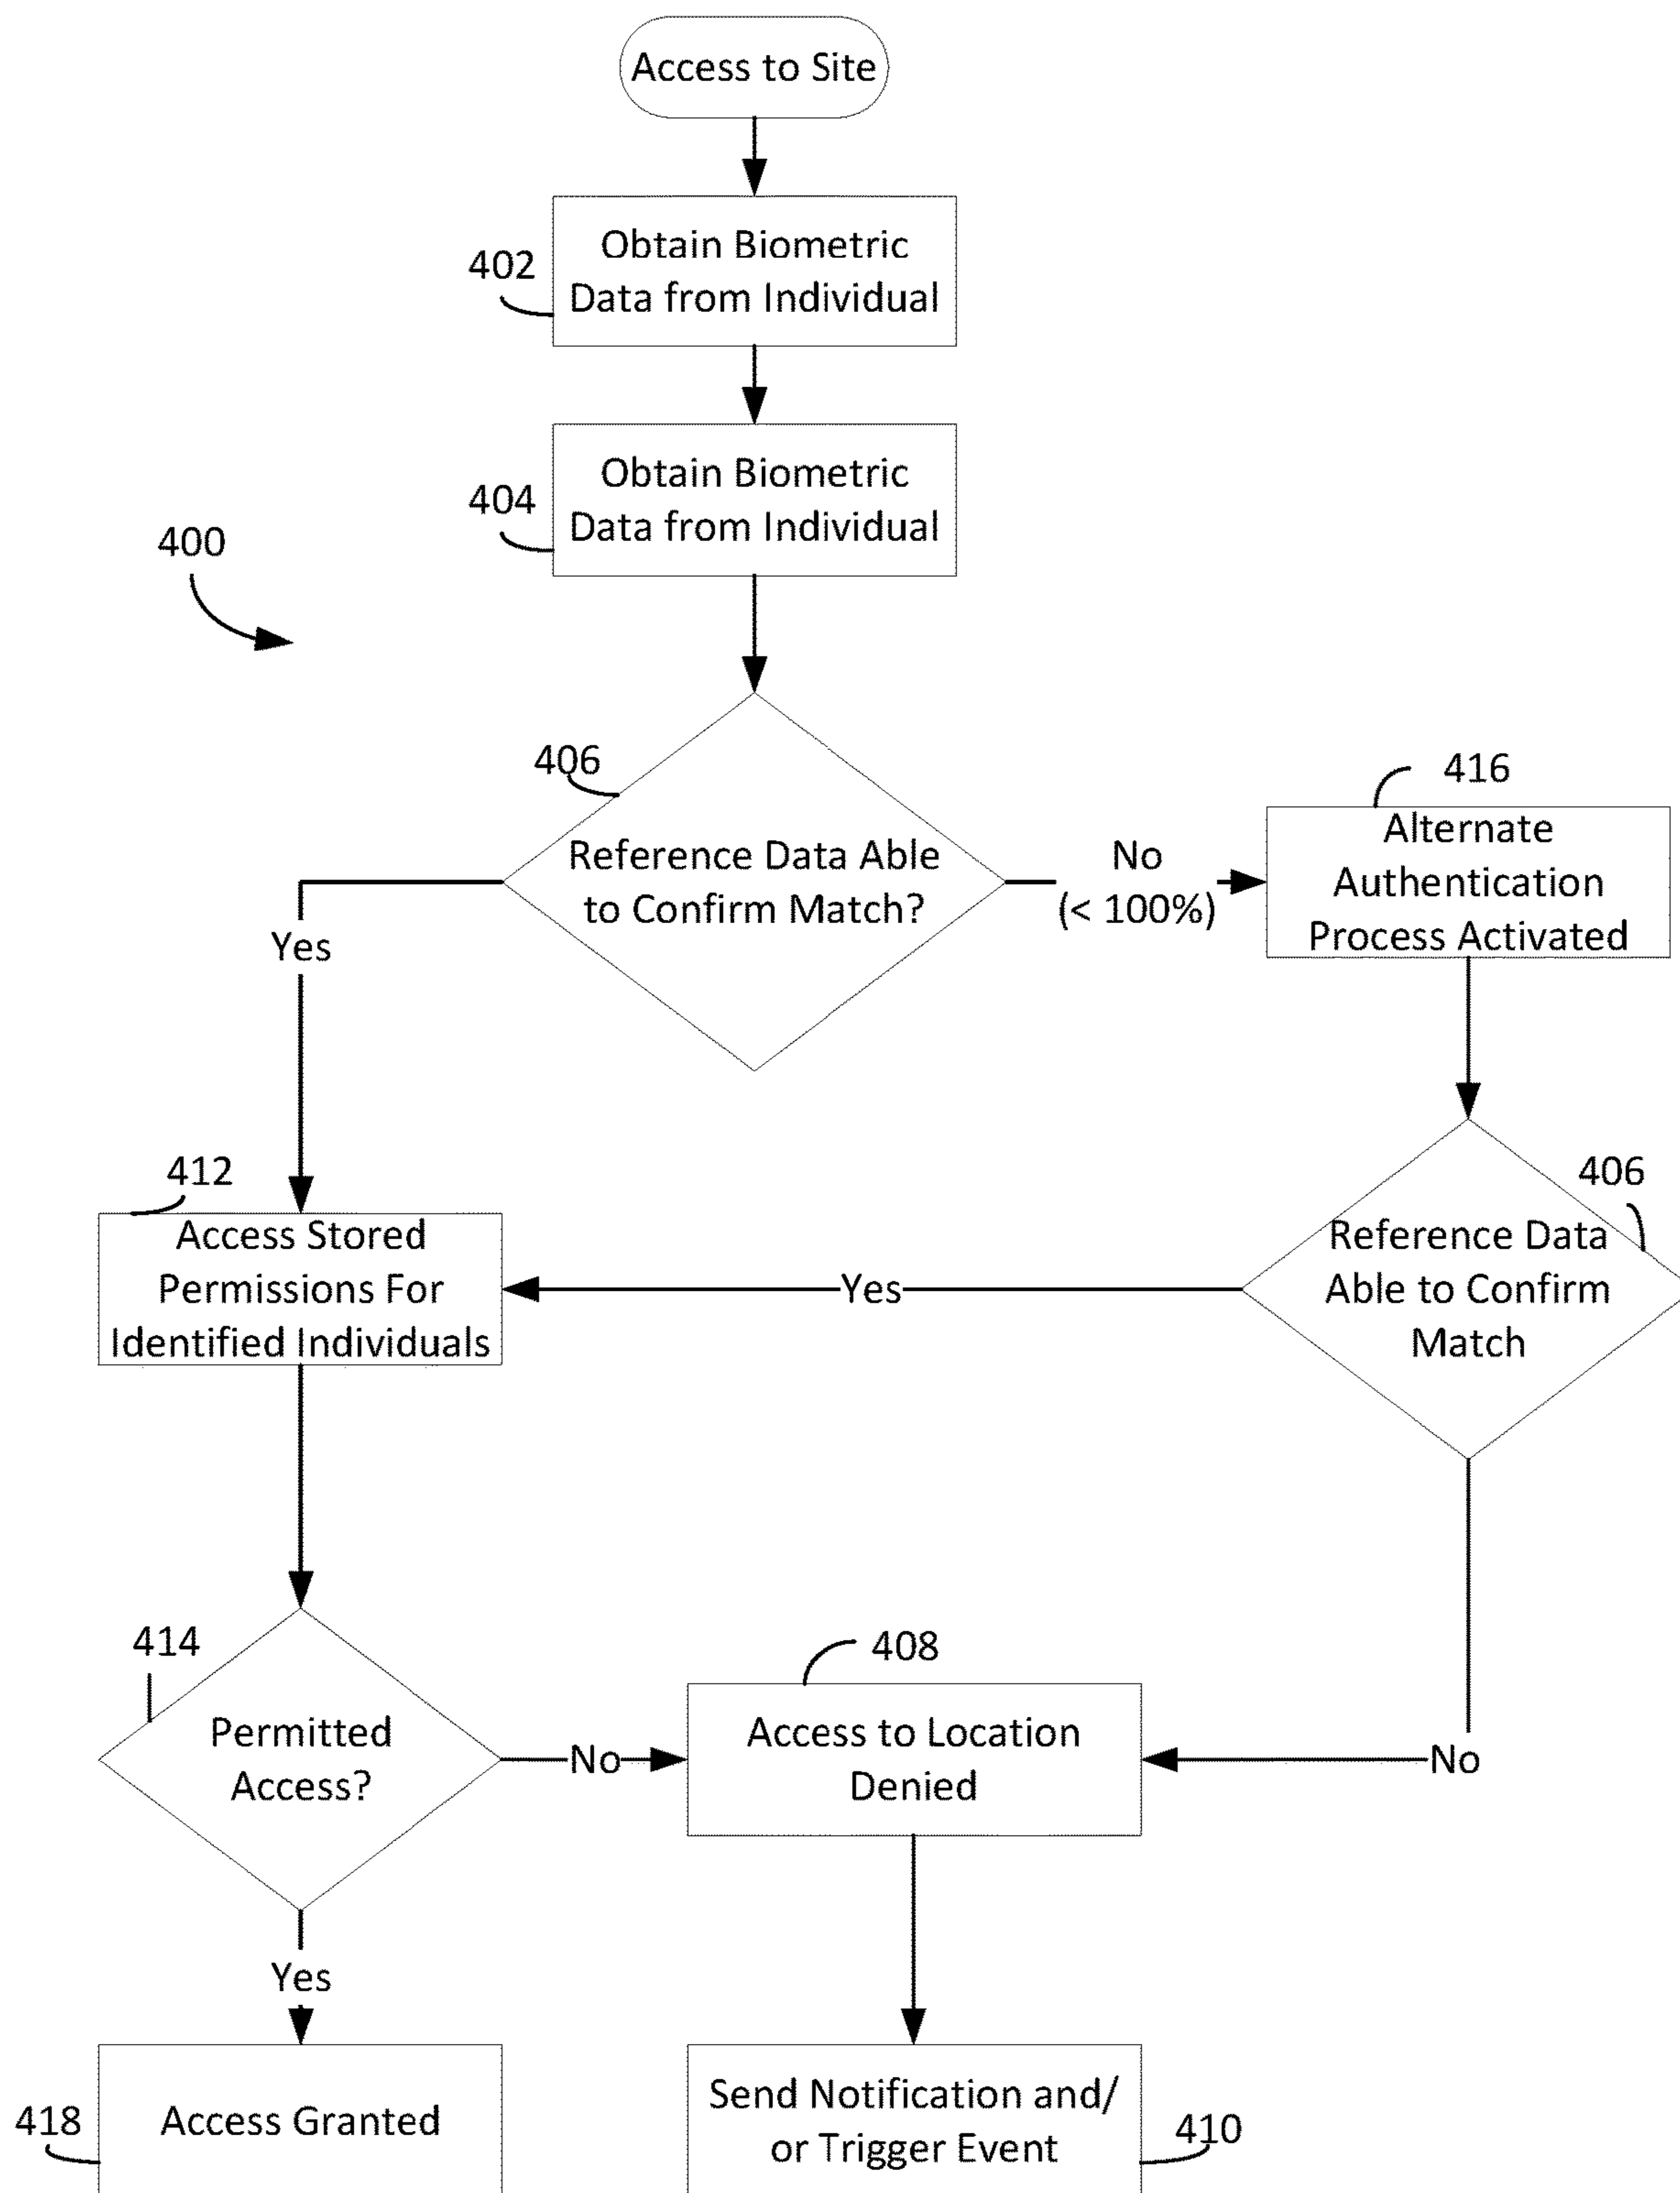 Access to Site
402
Obtain Biometric
Data from Individual
404
Obtain Biometric
Data from Individual
400
406
Reference Data Able
to Confirm Match?
No
(< 100%)
416
Alternate
Authentication
Process Activated
Yes
412
Access Stored
Permissions For
Identified Individuals
Yes
406
Reference Data
Able to Confirm
Match
414
Permitted
Access?
No
408
Access to Location
Denied
No
Yes
418
Access Granted
Send Notification and/
or Trigger Event
410